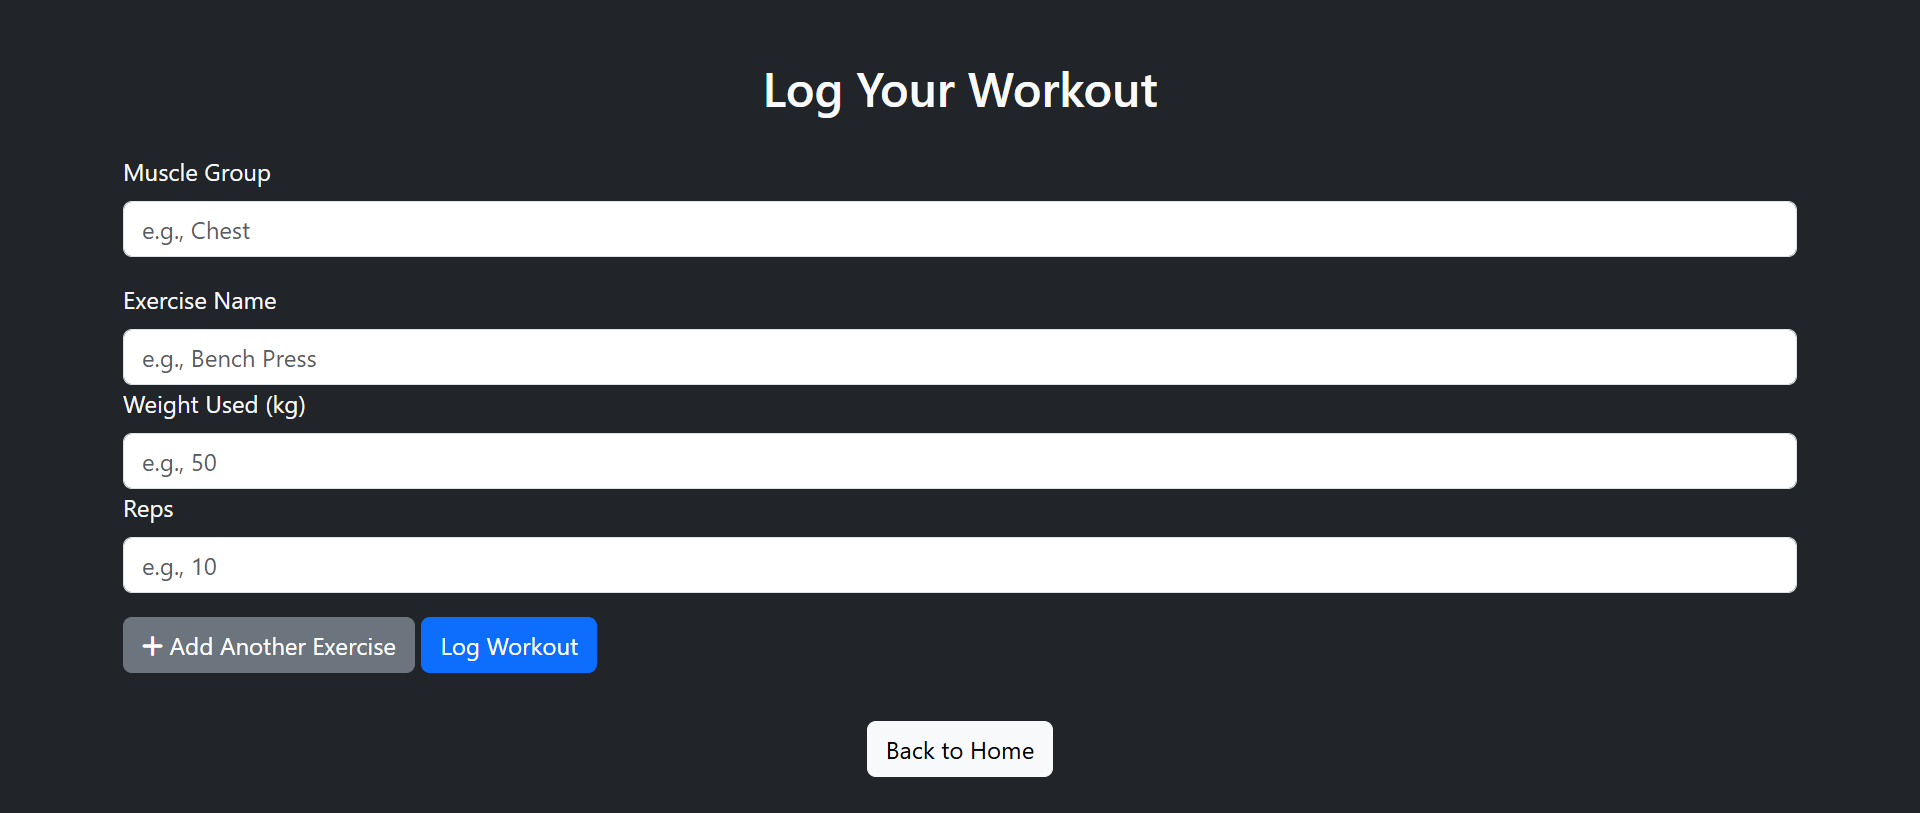 Log Your Workout
Muscle Group
e.g., Chest
Exercise Name
e.g., Bench Press
Weight Used (kg)
e.g., 50
Reps
e.g., 10
+ Add Another Exercise Log Workout
Back to Home